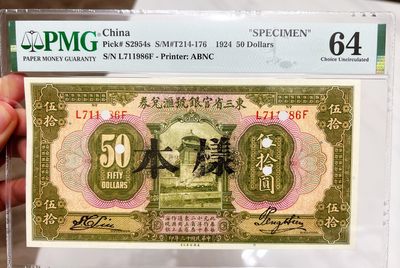 PMG
PAPER MONEY GUARANTY
China
"SPECIMEN"
Pick# S2954s S/M#T214-176 1924 50 Dollars
S/N L711986F - Printer: ABNC
64
Choice Uncirculated
券兌滙號銀官省三東
L711 86F
L711986F
伍拾
伍拾
50
FIFTY
DOLLARS
本樣
伍拾圓
伍拾
伍拾